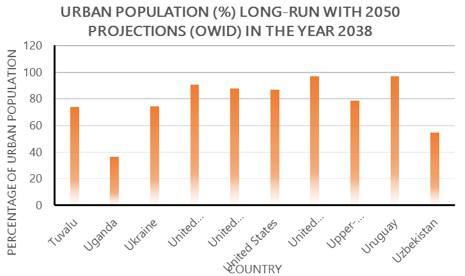 URBAN POPULATION (%) LONG-RUN WITH 2050
PROJECTIONS (OWID) IN THE YEAR 2038
PERCENTAGE OF URBAN POPULATION
120
100
80
60
40
20
0
Tuvalu
Uganda
Ukraine
United...
United...
United States
United...
Upper-...
Uruguay
Uzbekistan
COUNTRY